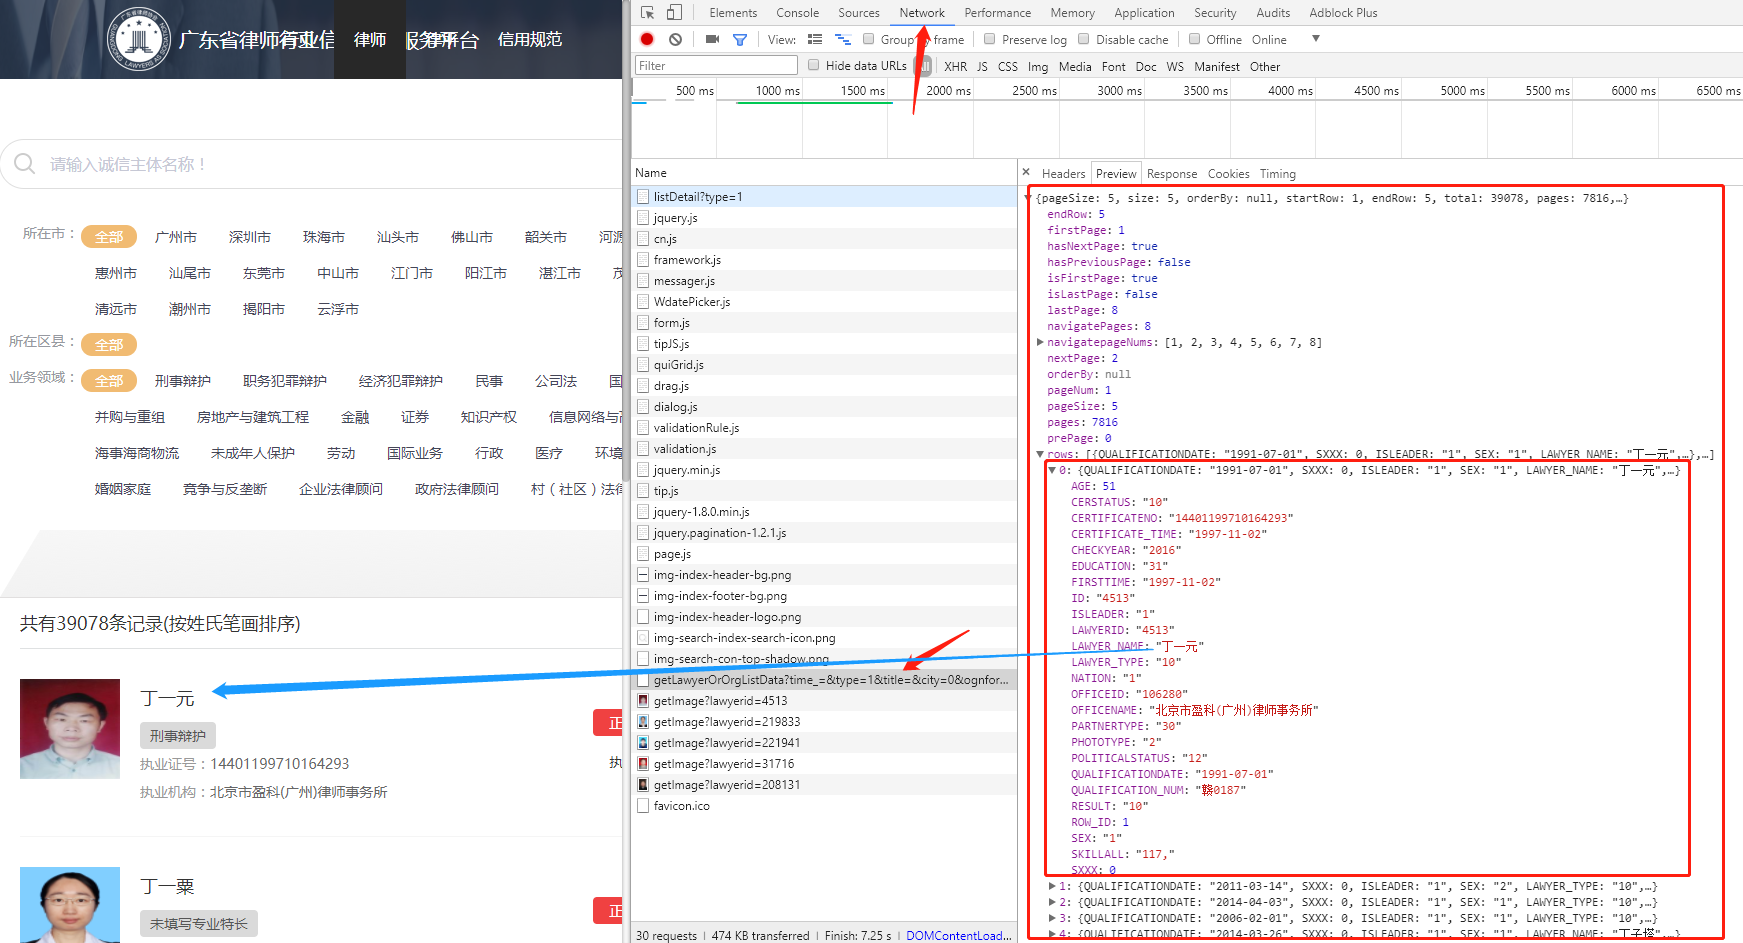 广东省律师行业信 律师 服务平台 信用规范
请输入诚信主体名称！
所在市： 全部 广州市 深圳市 珠海市 汕头市 佛山市 韶关市 河源
惠州市 汕尾市 东莞市 中山市 江门市 阳江市 湛江市 茂
清远市 潮州市 揭阳市 云浮市
所在区县： 全部
业务领域： 全部 刑事辩护 职务犯罪辩护 经济犯罪辩护 民事 公司法 国
并购与重组 房地产与建筑工程 金融 证券 知识产权 信息网络与高
海事海商物流 未成年人保护 劳动 国际业务 行政 医疗 环境
婚姻家庭 竞争与反垄断 企业法律顾问 政府法律顾问 村（社区）法律
共有39078条记录(按姓氏笔画排序)
丁一元
刑事辩护
正
执业证号：14401199710164293
执
执业机构：北京市盈科(广州)律师事务所
丁一粟
未填写专业特长
正
Elements Console Sources Network Performance Memory Application Security Audits Adblock Plus
View: Group by frame Preserve log Disable cache Offline Online
Filter Hide data URLs All XHR JS CSS Img Media Font Doc WS Manifest Other
500 ms 1000 ms 1500 ms 2000 ms 2500 ms 3000 ms 3500 ms 4000 ms 4500 ms 5000 ms 5500 ms 6000 ms 6500 ms
Name
listDetail?type=1
jquery.js
cn.js
framework.js
messager.js
WdatePicker.js
form.js
tipJS.js
quiGrid.js
drag.js
dialog.js
validationRule.js
validation.js
jquery.min.js
tip.js
jquery-1.8.0.min.js
jquery.pagination-1.2.1.js
page.js
img-index-header-bg.png
img-index-footer-bg.png
img-index-header-logo.png
img-search-index-search-icon.png
img-search-con-top-shadow.png
getLawyerOrOrgListData?time_=&type=1&title=&city=0&ognfor...
getImage?lawyerid=4513
getImage?lawyerid=219833
getImage?lawyerid=221941
getImage?lawyerid=31716
getImage?lawyerid=208131
favicon.ico
30 requests | 474 KB transferred | Finish: 7.25 s | DOMContentLoad...
× Headers Preview Response Cookies Timing
{pageSize: 5, size: 5, orderBy: null, startRow: 1, endRow: 5, total: 39078, pages: 7816,…}
endRow: 5
firstPage: 1
hasNextPage: true
hasPreviousPage: false
isFirstPage: true
isLastPage: false
lastPage: 8
navigatePages: 8
navigatepageNums: [1, 2, 3, 4, 5, 6, 7, 8]
nextPage: 2
orderBy: null
pageNum: 1
pageSize: 5
pages: 7816
prePage: 0
rows: [{QUALIFICATIONDATE: "1991-07-01", SXXX: 0, ISLEADER: "1", SEX: "1", LAWYER_NAME: "丁一元",…},…]
0: {QUALIFICATIONDATE: "1991-07-01", SXXX: 0, ISLEADER: "1", SEX: "1", LAWYER_NAME: "丁一元",…}
AGE: 51
CERSTATUS: "10"
CERTIFICATENO: "14401199710164293"
CERTIFICATE_TIME: "1997-11-02"
CHECKYEAR: "2016"
EDUCATION: "31"
FIRSTTIME: "1997-11-02"
ID: "4513"
ISLEADER: "1"
LAWYERID: "4513"
LAWYER_NAME: "丁一元"
LAWYER_TYPE: "10"
NATION: "1"
OFFICEID: "106280"
OFFICENAME: "北京市盈科(广州)律师事务所"
PARTNERTYPE: "30"
PHOTOTYPE: "2"
POLITICALSTATUS: "12"
QUALIFICATIONDATE: "1991-07-01"
QUALIFICATION_NUM: "赣0187"
RESULT: "10"
ROW_ID: 1
SEX: "1"
SKILLALL: "117,"
SXXX: 0
1: {QUALIFICATIONDATE: "2011-03-14", SXXX: 0, ISLEADER: "1", SEX: "2", LAWYER_TYPE: "10",…}
2: {QUALIFICATIONDATE: "2014-04-03", SXXX: 0, ISLEADER: "1", SEX: "1", LAWYER_TYPE: "10",…}
3: {QUALIFICATIONDATE: "2006-02-01", SXXX: 0, ISLEADER: "1", SEX: "1", LAWYER_TYPE: "10",…}
4: {QUALIFICATIONDATE: "2014-03-26", SXXX: 0, ISLEADER: "1", SEX: "1", LAWYER_NAME: "丁子塔",…}